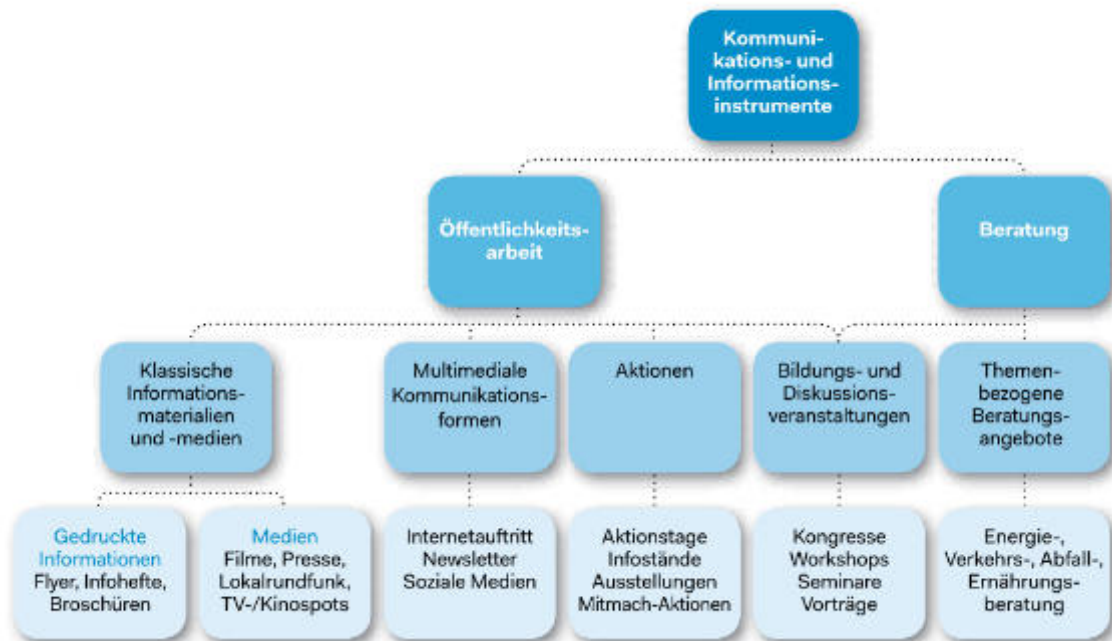 Kommuni-
kations- und
Informations-
instrumente
Öffentlichkeits-
arbeit
Beratung
Klassische
Informations-
materialien
und -medien
Multimediale
Kommunikations-
formen
Aktionen
Bildungs- und
Diskussions-
veranstaltungen
Themen-
bezogene
Beratungs-
angebote
Gedruckte
Informationen
Flyer, Infohefte,
Broschüren
Medien
Filme, Presse,
Lokalrundfunk,
TV-/Kinospots
Internetauftritt
Newsletter
Soziale Medien
Aktionstage
Infostände
Ausstellungen
Mitmach-Aktionen
Kongresse
Workshops
Seminare
Vorträge
Energie-,
Verkehrs-, Abfall-,
Ernährungs-
beratung